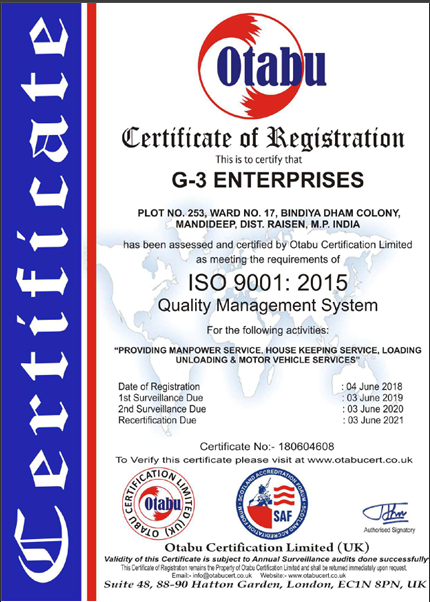 Certificate
Otabu
Certificate of Registration
This is to certify that
G-3 ENTERPRISES
PLOT NO. 253, WARD NO. 17, BINDIYA DHAM COLONY,
MANDIDEEP, DIST. RAISEN, M.P. INDIA
has been assessed and certified by Otabu Certification Limited
as meeting the requirements of
ISO 9001: 2015
Quality Management System
For the following activities:
“PROVIDING MANPOWER SERVICE, HOUSE KEEPING SERVICE, LOADING
UNLOADING & MOTOR VEHICLE SERVICES”
Date of Registration : 04 June 2018
1st Surveillance Due : 03 June 2019
2nd Surveillance Due : 03 June 2020
Recertification Due : 03 June 2021
Certificate No:- 180604608
To Verify this certificate please visit at www.otabucert.co.uk
OTABU CERTIFICATION LIMITED (UK)
Otabu
SCOTLAND ACCREDITATION FORUM
SAF
Authorised Signatory
Otabu Certification Limited (UK)
Validity of this Certificate is subject to Annual Surveillance audits done successfully
This Certificate of Registration remains the Property of Otabu Certification Limited and shall be returned immediately upon request.
Email:- info@otabucert.co.uk Website:- www.otabucert.co.uk
Suite 48, 88-90 Hatton Garden, London, EC1N 8PN, UK